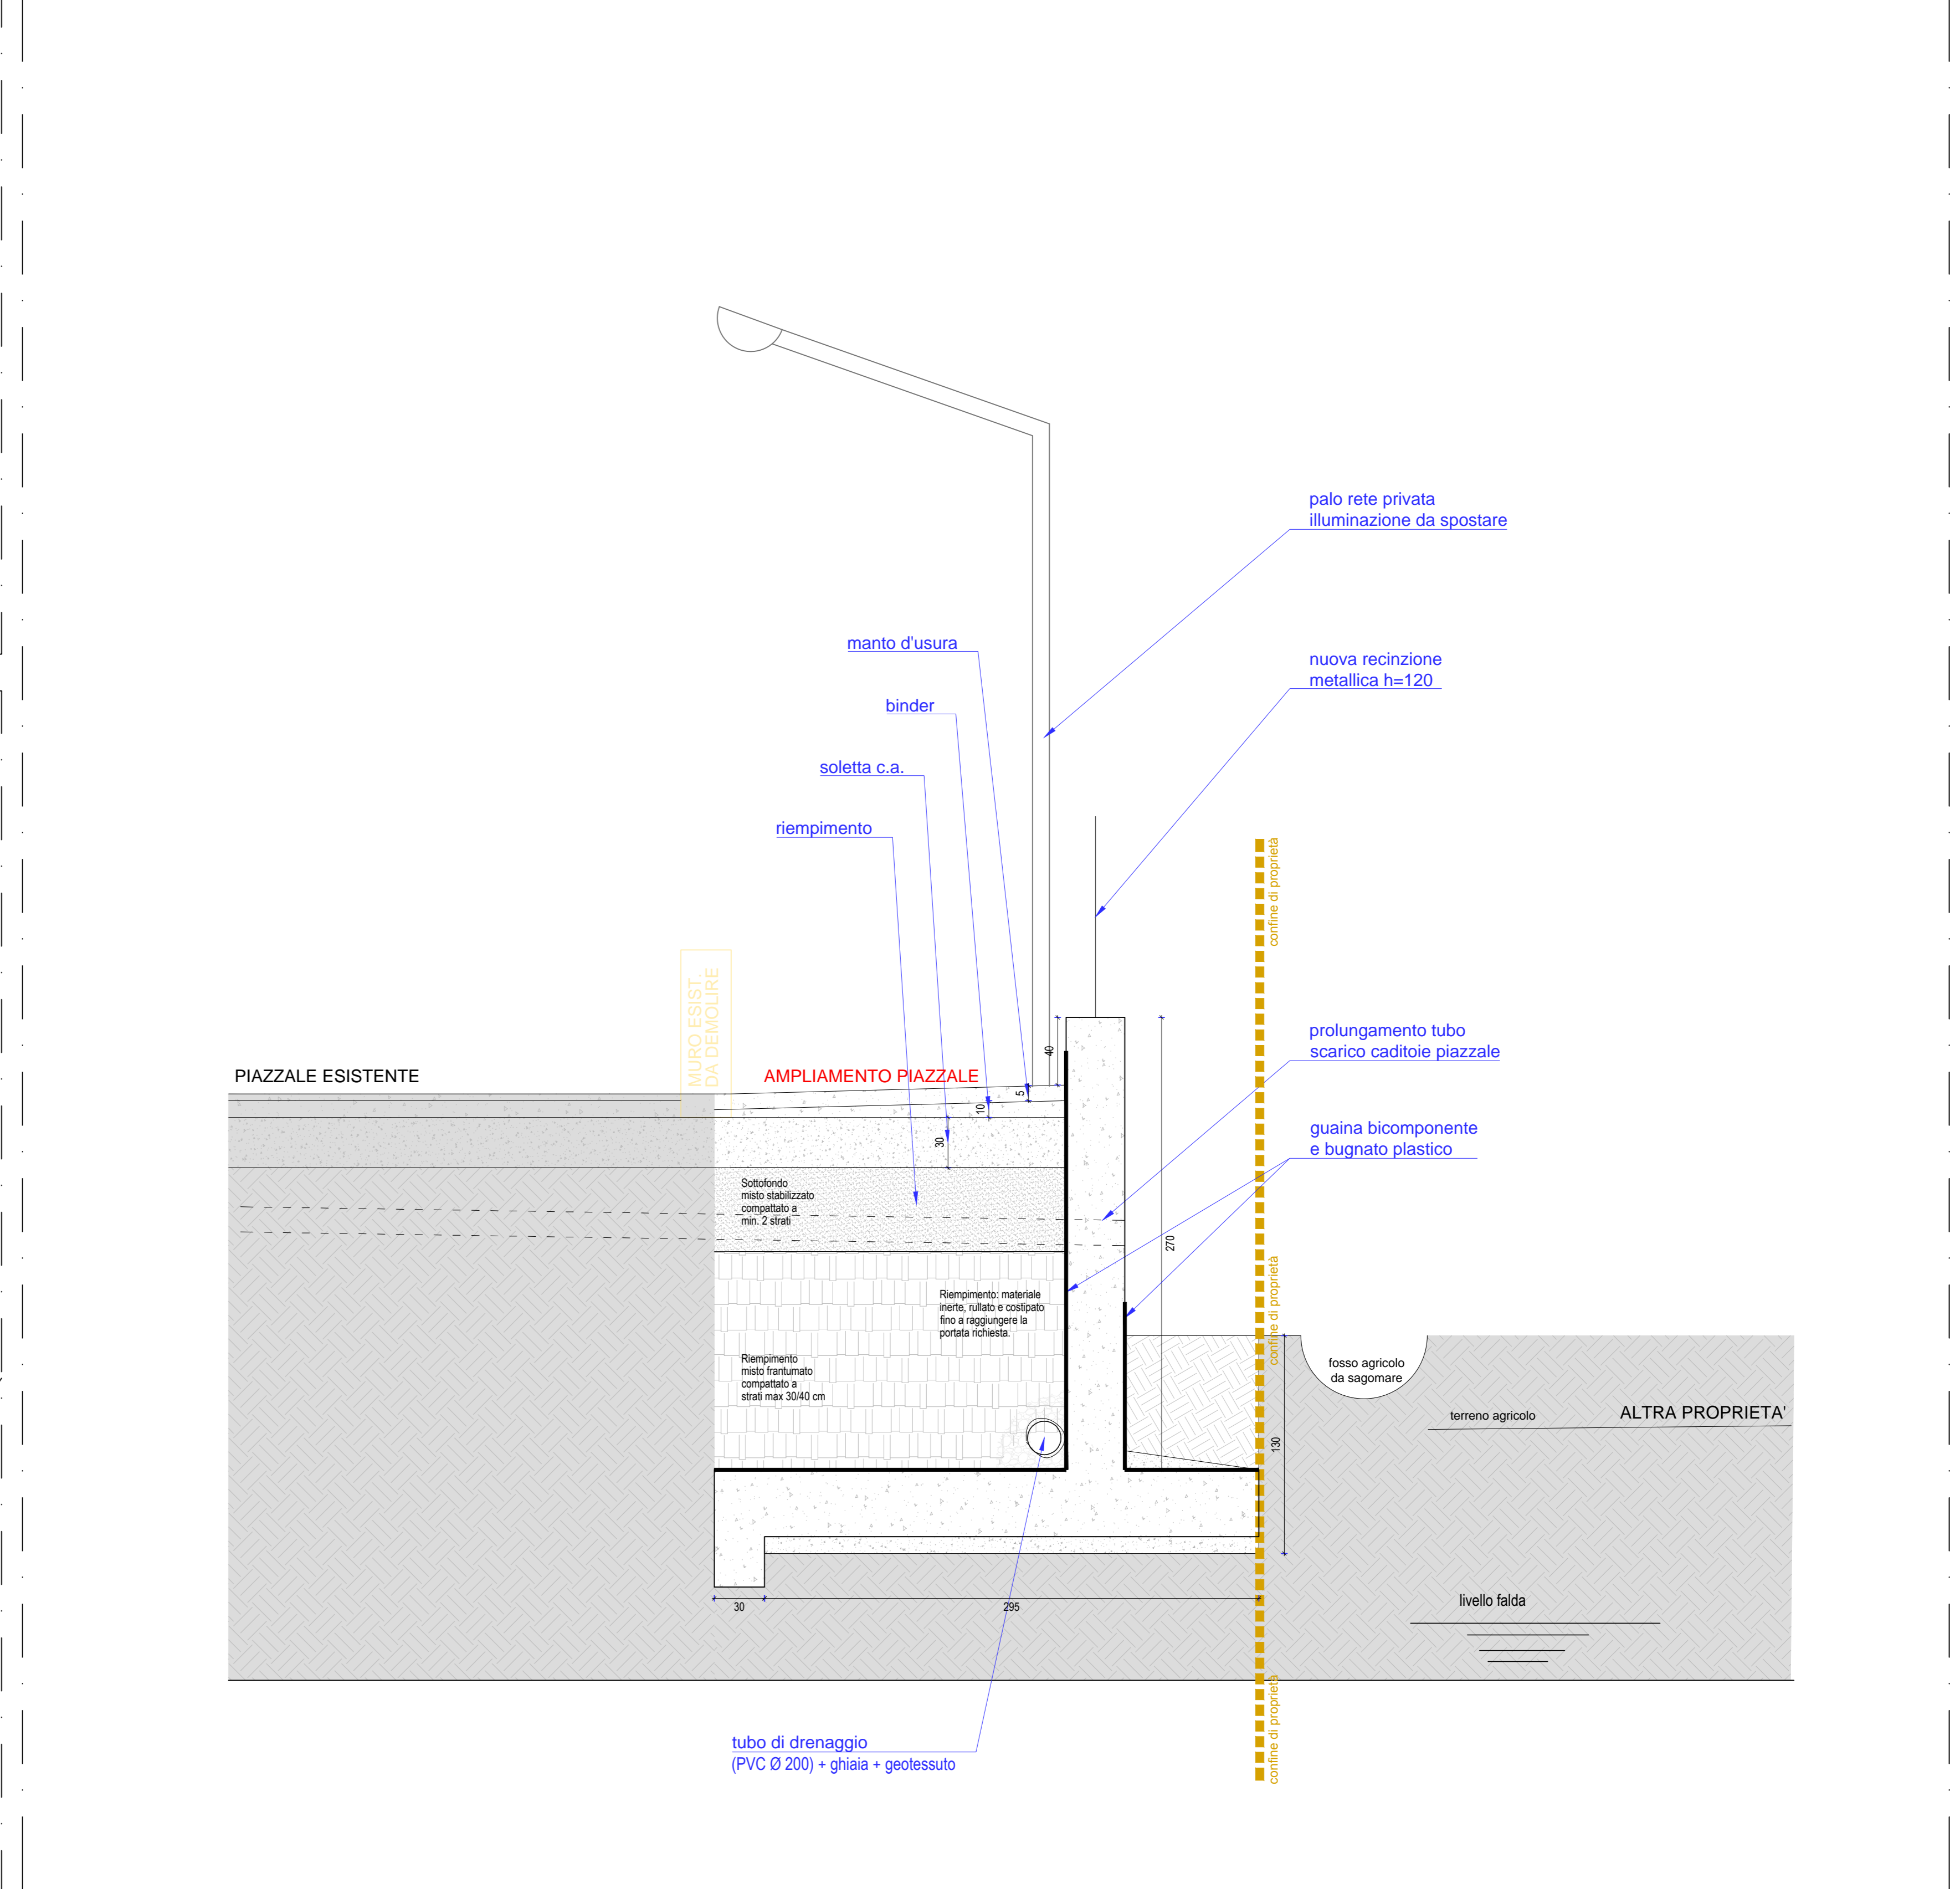 palo rete privata
illuminazione da spostare
manto d'usura
nuova recinzione
metallica h=120
binder
soletta c.a.
riempimento
confine di proprietà
MURO ESIST.
DA DEMOLIRE
prolungamento tubo
scarico caditoie piazzale
40
PIAZZALE ESISTENTE
AMPLIAMENTO PIAZZALE
5
10
30
guaina bicomponente
e bugnato plastico
Sottofondo
misto stabilizzato
compattato a
min. 2 strati
270
confine di proprietà
Riempimento: materiale
inerte, rullato e costipato
fino a raggiungere la
portata richiesta.
Riempimento
misto frantumato
compattato a
strati max 30/40 cm
fosso agricolo
da sagomare
terreno agricolo
ALTRA PROPRIETA'
130
30
295
livello falda
confine di proprietà
tubo di drenaggio
(PVC Ø 200) + ghiaia + geotessuto